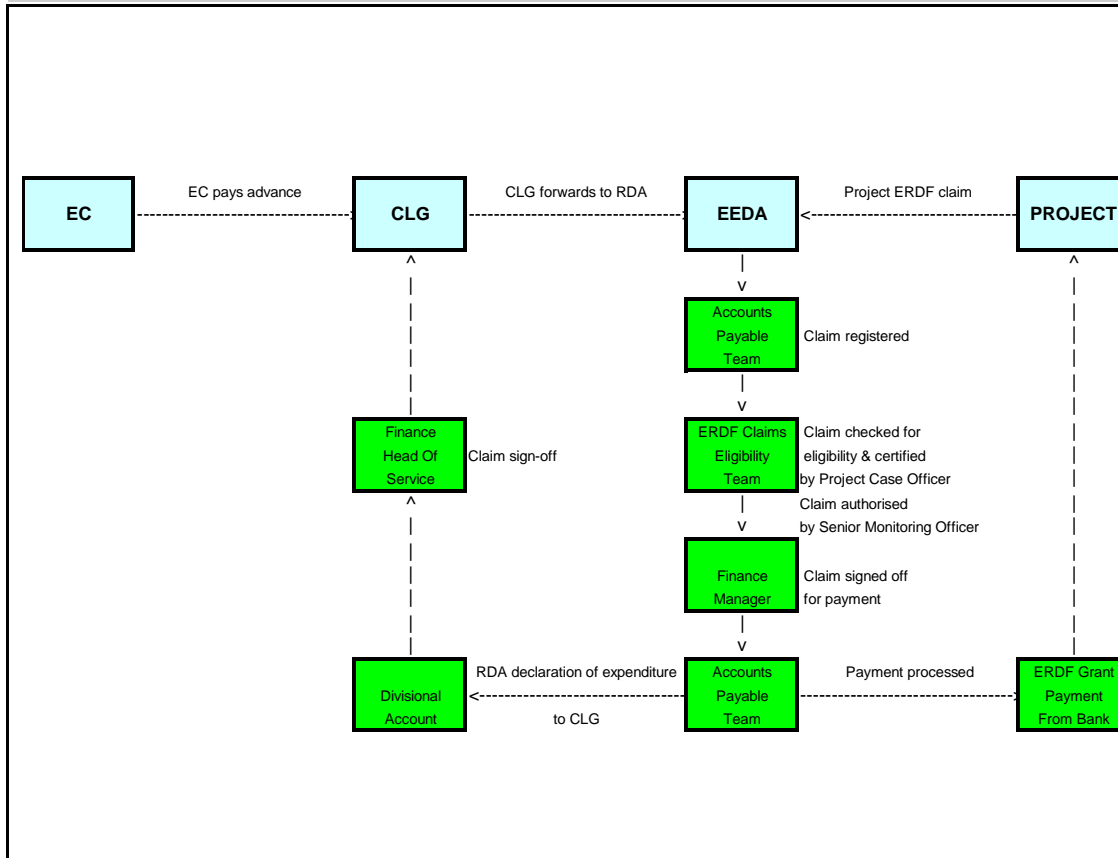 EC pays advance
CLG forwards to RDA
Project ERDF claim
EC
CLG
EEDA
PROJECT
Accounts
Payable
Team
Claim registered
Finance
Head Of
Service
Claim sign-off
ERDF Claims
Eligibility
Team
Claim checked for
eligibility & certified
by Project Case Officer
Claim authorised
by Senior Monitoring Officer
Finance
Manager
Claim signed off
for payment
Divisional
Account
RDA declaration of expenditure
to CLG
Accounts
Payable
Team
Payment processed
ERDF Grant
Payment
From Bank